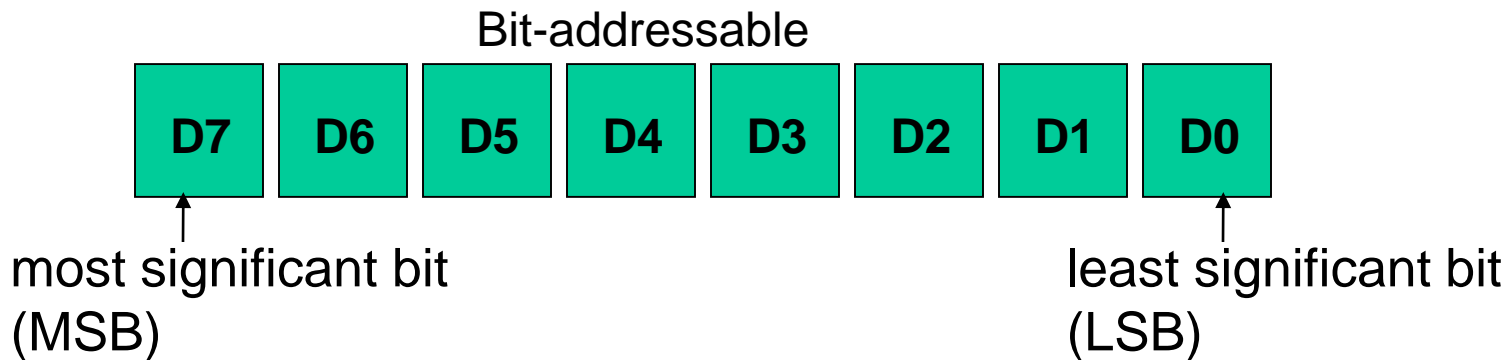 Bit-addressable
D7 D6 D5 D4 D3 D2 D1 D0
most significant bit
(MSB)
least significant bit
(LSB)